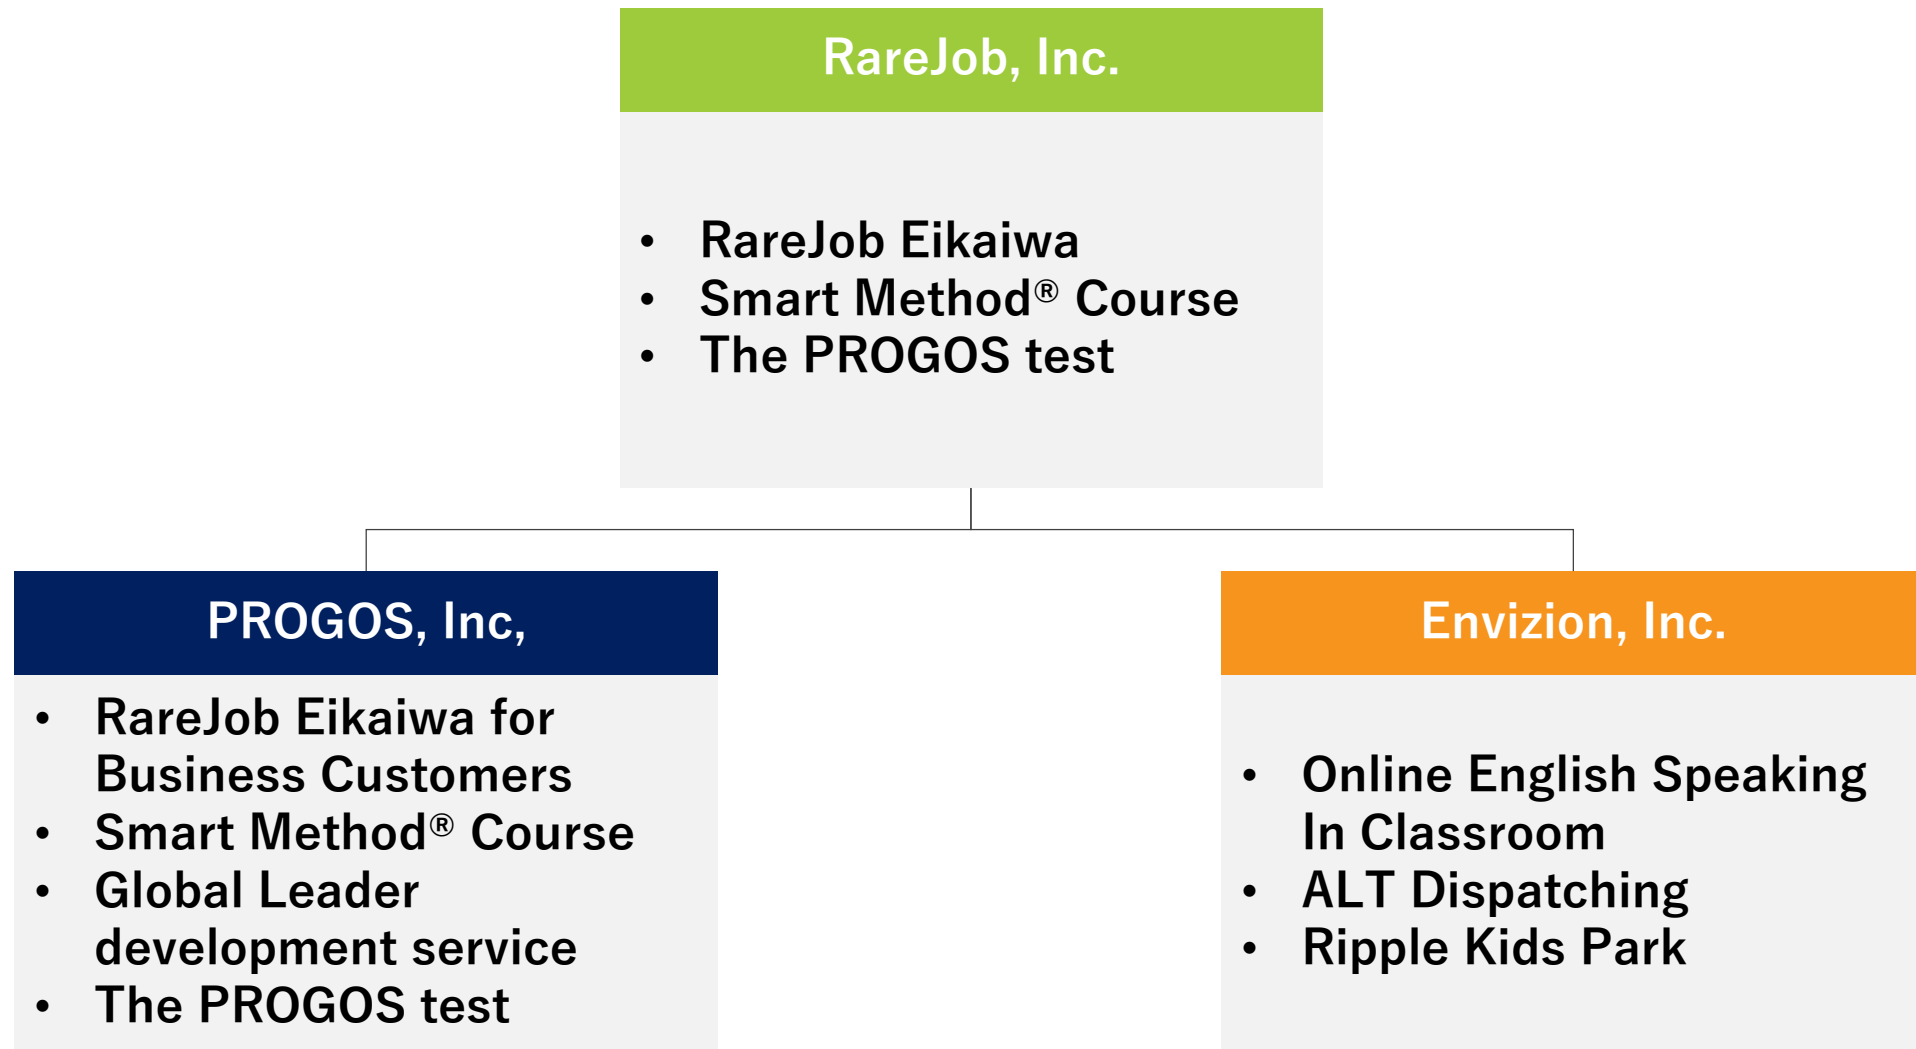 RareJob, Inc.
• RareJob Eikaiwa
• Smart Method® Course
• The PROGOS test
PROGOS, Inc,
• RareJob Eikaiwa for
Business Customers
• Smart Method® Course
• Global Leader
development service
• The PROGOS test
Envizion, Inc.
• Online English Speaking
In Classroom
• ALT Dispatching
• Ripple Kids Park